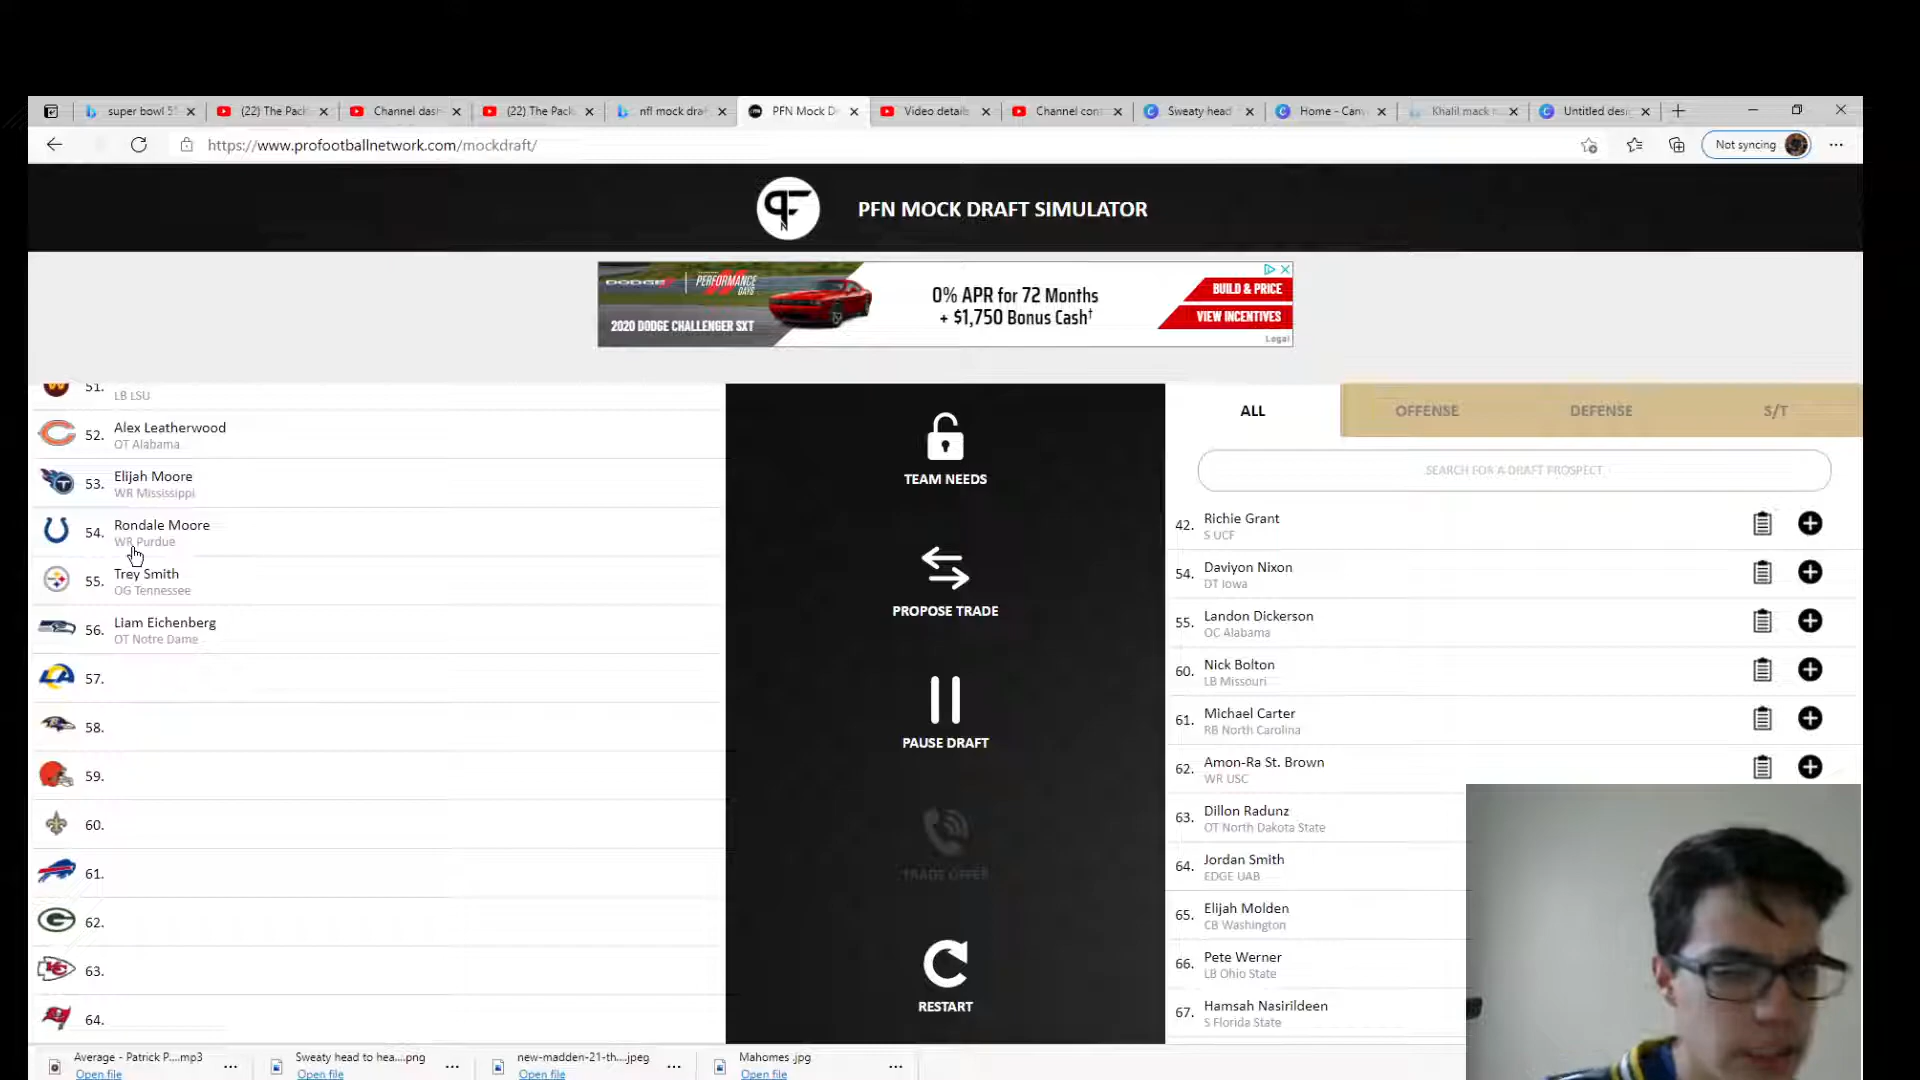 super bowl 5
(22) The Pack
Channel dash
(22) The Pack
nfl mock dra
PFN Mock D
Video details
Channel con
Sweaty head
Home - Canv
Khalil mack
Untitled des
https://www.profootballnetwork.com/mockdraft/
Not syncing
PFN
PFN MOCK DRAFT SIMULATOR
DODGE
PERFORMANCE DAYS
2020 DODGE CHALLENGER SXT
0% APR for 72 Months
+ $1,750 Bonus Cash†
BUILD & PRICE
VIEW INCENTIVES
Legal
51.
LB LSU
52. Alex Leatherwood
OT Alabama
53. Elijah Moore
WR Mississippi
54. Rondale Moore
WR Purdue
55. Trey Smith
OG Tennessee
56. Liam Eichenberg
OT Notre Dame
57.
58.
59.
60.
61.
62.
63.
64.
TEAM NEEDS
PROPOSE TRADE
PAUSE DRAFT
TRADE OFFER
RESTART
ALL
OFFENSE
DEFENSE
S/T
SEARCH FOR A DRAFT PROSPECT
42. Richie Grant
S UCF
54. Daviyon Nixon
DT Iowa
55. Landon Dickerson
OC Alabama
60. Nick Bolton
LB Missouri
61. Michael Carter
RB North Carolina
62. Amon-Ra St. Brown
WR USC
63. Dillon Radunz
OT North Dakota State
64. Jordan Smith
EDGE UAB
65. Elijah Molden
CB Washington
66. Pete Werner
LB Ohio State
67. Hamsah Nasirildeen
S Florida State
Average - Patrick P....mp3
Open file
Sweaty head to hea....png
Open file
new-madden-21-th....jpeg
Open file
Mahomes .jpg
Open file